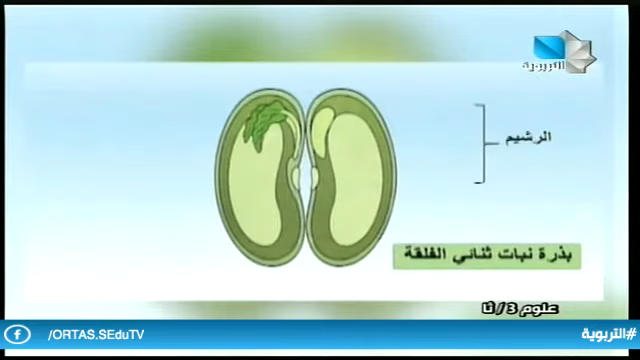 التربوية
الرشيم
بذرة نبات ثنائي الفلقة
علوم 3 / ثا
/ORTAS.SEduTV
#التربوية